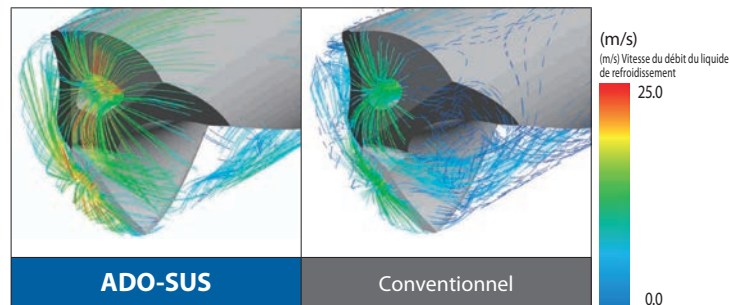 (m/s)
(m/s) Vitesse du débit du liquide
de refroidissement
25.0
0.0
ADO-SUS
Conventionnel